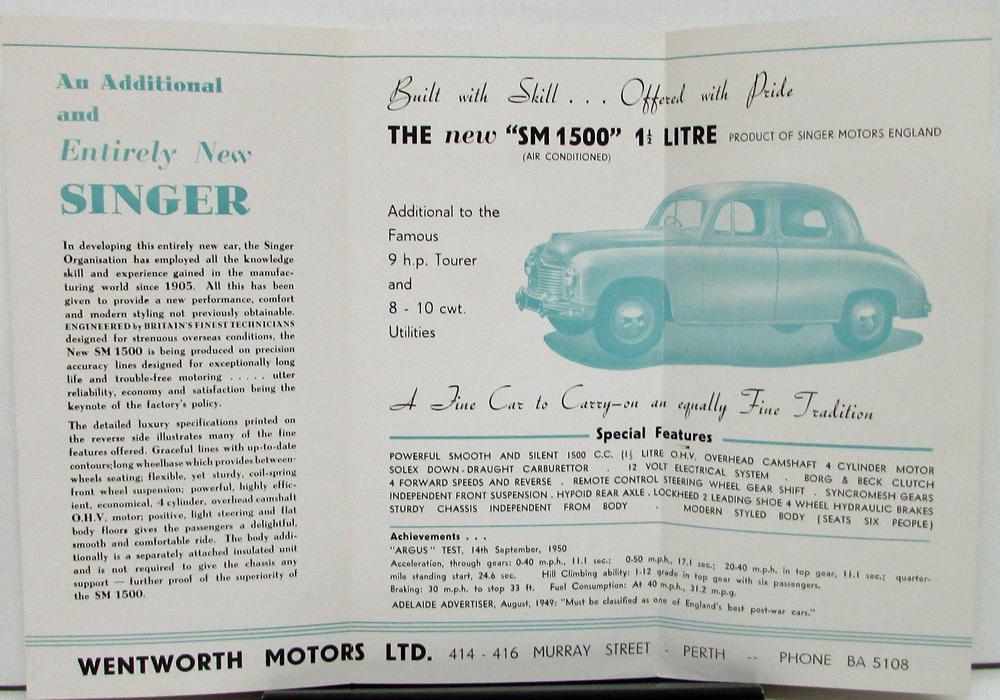 An Additional
and
Entirely New
SINGER
In developing this entirely new car, the Singer
Organisation has employed all the knowledge
skill and experience gained in the manufac-
turing world since 1905. All this has been
given to provide a new performance, comfort
and modern styling not previously obtainable.
ENGINEERED by BRITAIN'S FINEST TECHNICIANS
designed for strenuous overseas conditions, the
New SM 1500 is being produced on precision
accuracy lines designed for exceptionally long
life and trouble-free motoring . . . . . utter
reliability, economy and satisfaction being the
keynote of the factory's policy.
The detailed luxury specifications printed on
the reverse side illustrates many of the fine
features offered. Graceful lines with up-to-date
contours; long wheelbase which provides between-
wheels seating; flexible, yet sturdy, coil-spring
front wheel suspension; powerful, highly effic-
ient, economical, 4 cylinder, overhead camshaft
O.H.V. motor; positive, light steering and flat
body floors gives the passengers a delightful,
smooth and comfortable ride. The body addi-
tionally is a separately attached insulated unit
and is not required to give the chassis any
support — further proof of the superiority of
the SM 1500.
Built with Skill . . . Offered with Pride
THE new "SM 1500" 1½ LITRE PRODUCT OF SINGER MOTORS ENGLAND
(AIR CONDITIONED)
Additional to the
Famous
9 h.p. Tourer
and
8 - 10 cwt.
Utilities
A Fine Car to Carry-on an equally Fine Tradition
Special Features
POWERFUL SMOOTH AND SILENT 1500 C.C. (1½ LITRE O.H.V. OVERHEAD CAMSHAFT 4 CYLINDER MOTOR
SOLEX DOWN-DRAUGHT CARBURETTOR . 12 VOLT ELECTRICAL SYSTEM . BORG & BECK CLUTCH
4 FORWARD SPEEDS AND REVERSE . REMOTE CONTROL STEERING WHEEL GEAR SHIFT . SYNCROMESH GEARS
INDEPENDENT FRONT SUSPENSION . HYPOID REAR AXLE . LOCKHEED 2 LEADING SHOE 4 WHEEL HYDRAULIC BRAKES
STURDY CHASSIS INDEPENDENT FROM BODY . MODERN STYLED BODY (SEATS SIX PEOPLE)
Achievements . . .
"ARGUS" TEST, 14th September, 1950
Acceleration, through gears: 0-40 m.p.h., 11.1 sec.; 0-50 m.p.h., 17.1 sec.; 20-40 m.p.h. in top gear, 11.1 sec.; quarter-
mile standing start, 24.6 sec. Hill Climbing ability: 1-12 grade in top gear with six passengers.
Braking: 30 m.p.h. to stop 33 ft. Fuel Consumption: At 40 m.p.h., 31.2 m.p.g.
ADELAIDE ADVERTISER, August, 1949: "Must be classified as one of England's best post-war cars."
WENTWORTH MOTORS LTD. 414 - 416 MURRAY STREET - PERTH -- PHONE BA 5108